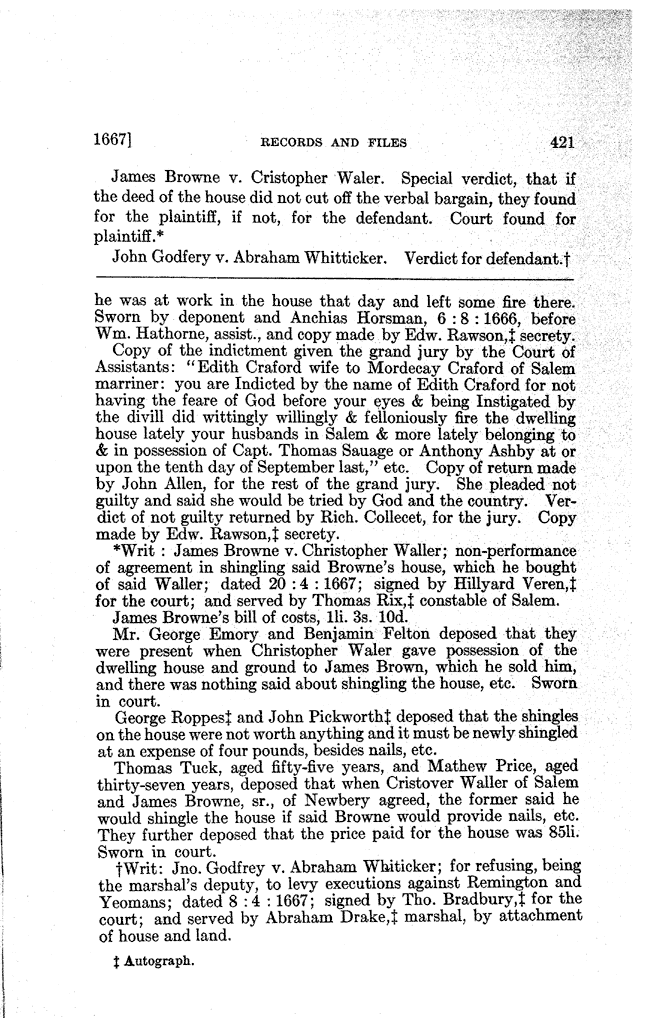 1667] RECORDS AND FILES 421
James Browne v. Cristopher Waler. Special verdict, that if
the deed of the house did not cut off the verbal bargain, they found
for the plaintiff, if not, for the defendant. Court found for
plaintiff.*
John Godfery v. Abraham Whitticker. Verdict for defendant.†
he was at work in the house that day and left some fire there.
Sworn by deponent and Anchias Horsman, 6 : 8 : 1666, before
Wm. Hathorne, assist., and copy made by Edw. Rawson,‡ secrety.
Copy of the indictment given the grand jury by the Court of
Assistants: "Edith Craford wife to Mordecay Craford of Salem
marriner: you are Indicted by the name of Edith Craford for not
having the feare of God before your eyes & being Instigated by
the divill did wittingly willingly & felloniously fire the dwelling
house lately your husbands in Salem & more lately belonging to
& in possession of Capt. Thomas Sauage or Anthony Ashby at or
upon the tenth day of September last," etc. Copy of return made
by John Allen, for the rest of the grand jury. She pleaded not
guilty and said she would be tried by God and the country. Ver-
dict of not guilty returned by Rich. Collecet, for the jury. Copy
made by Edw. Rawson,‡ secrety.
*Writ : James Browne v. Christopher Waller; non-performance
of agreement in shingling said Browne's house, which he bought
of said Waller; dated 20 : 4 : 1667; signed by Hillyard Veren,‡
for the court; and served by Thomas Rix,‡ constable of Salem.
James Browne's bill of costs, 1li. 3s. 10d.
Mr. George Emory and Benjamin Felton deposed that they
were present when Christopher Waler gave possession of the
dwelling house and ground to James Brown, which he sold him,
and there was nothing said about shingling the house, etc. Sworn
in court.
George Roppes‡ and John Pickworth‡ deposed that the shingles
on the house were not worth anything and it must be newly shingled
at an expense of four pounds, besides nails, etc.
Thomas Tuck, aged fifty-five years, and Mathew Price, aged
thirty-seven years, deposed that when Cristover Waller of Salem
and James Browne, sr., of Newbery agreed, the former said he
would shingle the house if said Browne would provide nails, etc.
They further deposed that the price paid for the house was 85li.
Sworn in court.
†Writ: Jno. Godfrey v. Abraham Whiticker; for refusing, being
the marshal's deputy, to levy executions against Remington and
Yeomans; dated 8 : 4 : 1667; signed by Tho. Bradbury,‡ for the
court; and served by Abraham Drake,‡ marshal, by attachment
of house and land.
‡ Autograph.